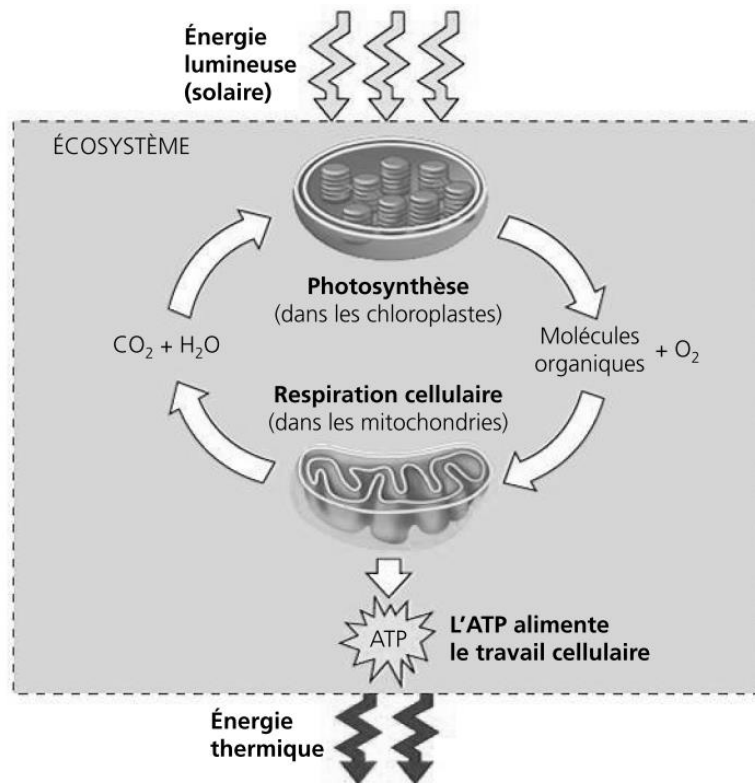 Énergie
lumineuse
(solaire)
ÉCOSYSTÈME
Photosynthèse
(dans les chloroplastes)
CO₂ + H₂O
Molécules
organiques + O₂
Respiration cellulaire
(dans les mitochondries)
ATP
L'ATP alimente
le travail cellulaire
Énergie
thermique